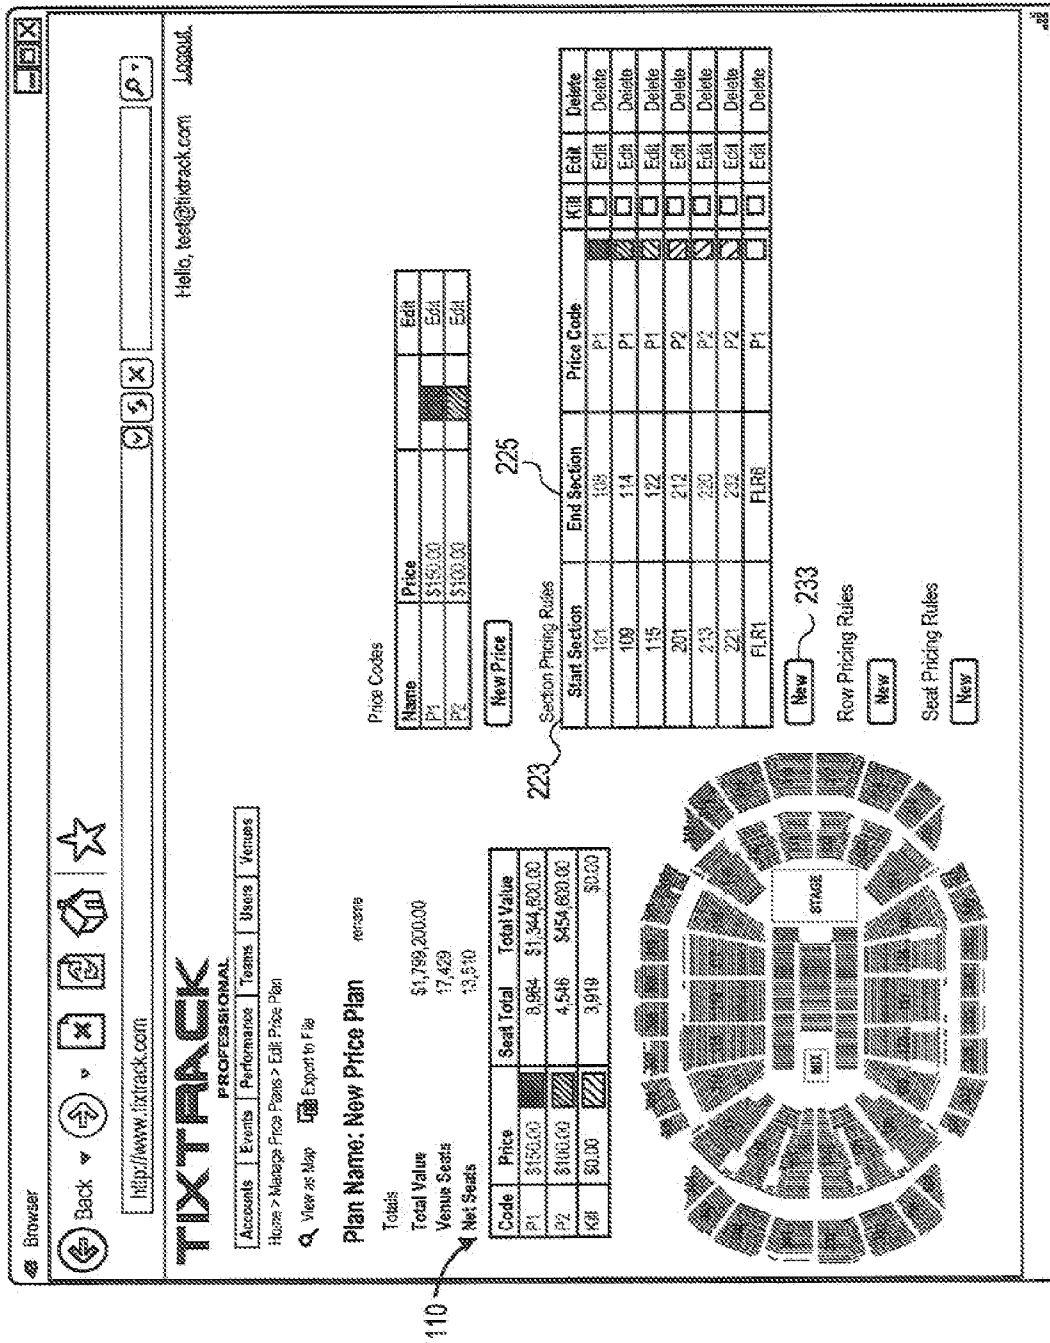 Browser
Back
http://www.tixtrack.com
TIXTRACK
PROFESSIONAL
Hello, test@tixtrack.com Logout
Accounts Events Performance Teams Users Venues
Home > Manage Price Plans > Edit Price Plan
View as Map Export to File
Plan Name: New Price Plan rename
Totals
Total Value $1,799,200.00
Venue Seats 17,429
Net Seats 13,510
110
Code Price Seat Total Total Value
P1 $150.00 8,964 $1,344,600.00
P2 $100.00 4,546 $454,600.00
Kill $0.00 3,919 $0.00
STAGE
MIX
Price Codes
Name Price Edit
P1 $150.00 Edit
P2 $100.00 Edit
New Price
223
Section Pricing Rules
225
Start Section End Section Price Code Kill Edit Delete
101 108 P1 Edit Delete
109 114 P1 Edit Delete
115 122 P1 Edit Delete
201 212 P2 Edit Delete
213 220 P2 Edit Delete
221 232 P2 Edit Delete
FLR1 FLR6 P1 Edit Delete
New
233
Row Pricing Rules
New
Seat Pricing Rules
New